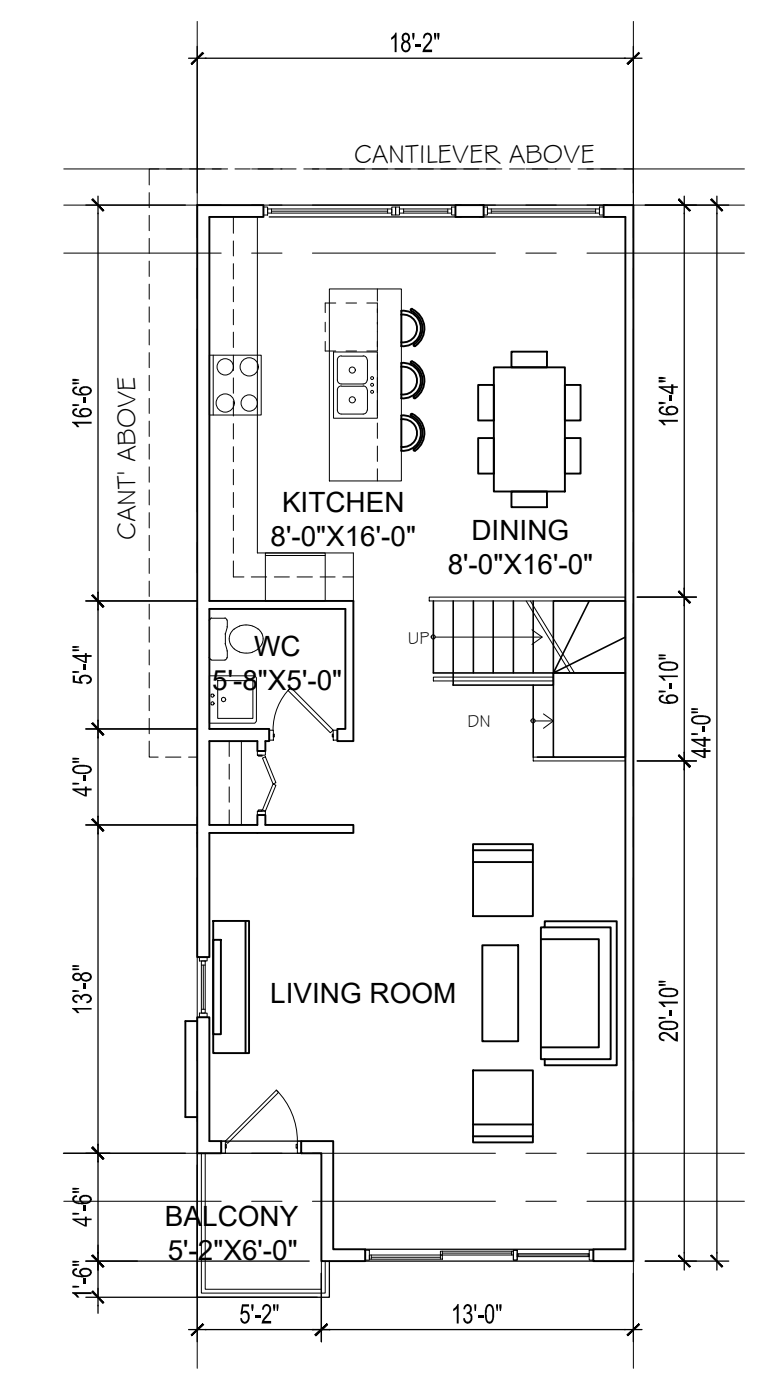 18'-2"
CANTILEVER ABOVE
16'-6"
CANT' ABOVE
16'-4"
KITCHEN
8'-0"X16'-0"
DINING
8'-0"X16'-0"
UP
WC
5'-8"X5'-0"
5'-4"
6'-10"
DN
44'-0"
4'-0"
13'-8"
LIVING ROOM
20'-10"
4'-6"
BALCONY
5'-2"X6'-0"
1'-6"
5'-2"
13'-0"